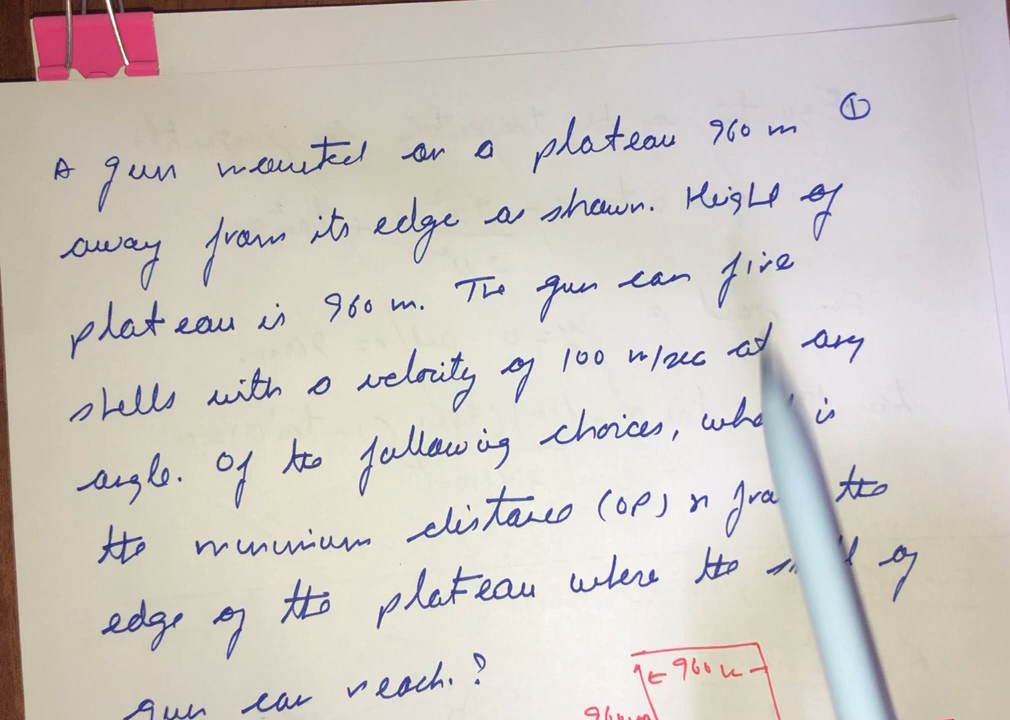 ①
A gun mounted on a plateau 960 m
away from its edge as shown. Height of
plateau is 960 m. The gun can fire
shells with a velocity of 100 m/sec at any
angle. Of the following choices, what is
the minimum distance (OP) x from the
edge of the plateau where the of
gun can reach.?
960 m
960m